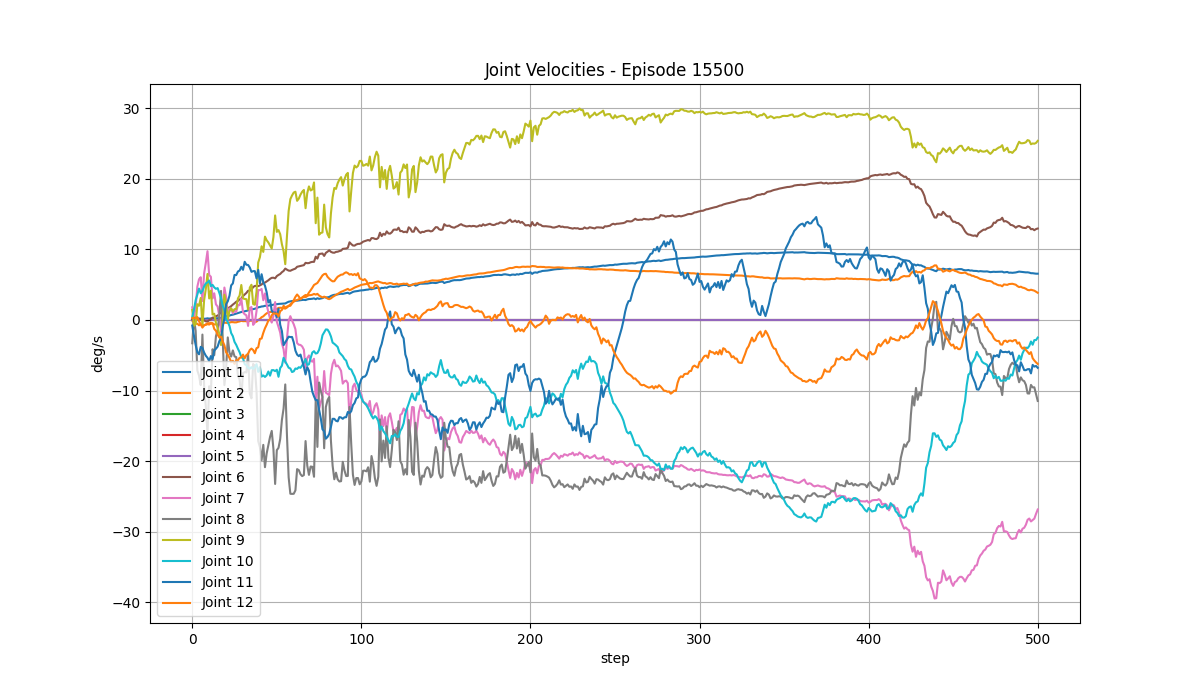 Joint Velocities - Episode 15500
deg/s
30
20
10
0
−10
−20
−30
−40
Joint 1
Joint 2
Joint 3
Joint 4
Joint 5
Joint 6
Joint 7
Joint 8
Joint 9
Joint 10
Joint 11
Joint 12
0 100 200 300 400 500
step